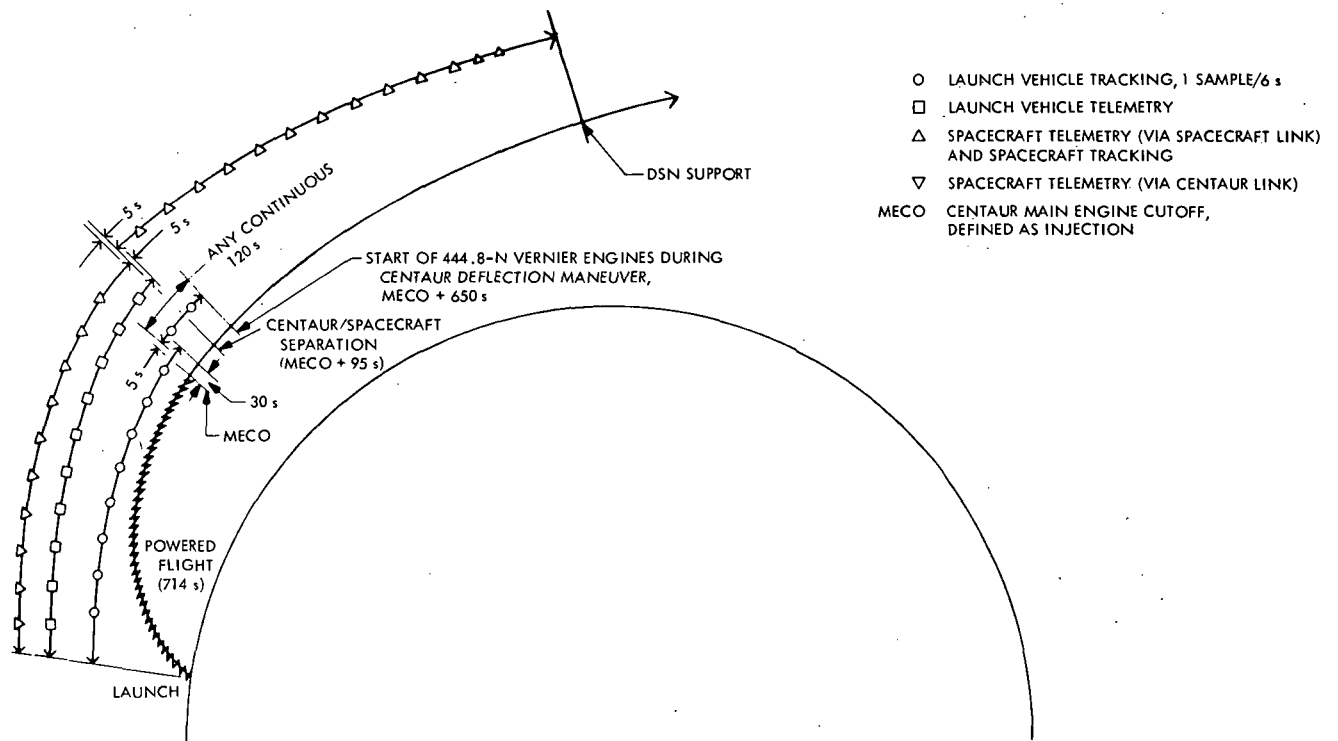 5 s
5 s
ANY CONTINUOUS
120 s
DSN SUPPORT
START OF 444.8-N VERNIER ENGINES DURING
CENTAUR DEFLECTION MANEUVER,
MECO + 650 s
CENTAUR/SPACECRAFT
SEPARATION
(MECO + 95 s)
5 s
30 s
MECO
POWERED
FLIGHT
(714 s)
LAUNCH
LAUNCH VEHICLE TRACKING, 1 SAMPLE/6 s
LAUNCH VEHICLE TELEMETRY
SPACECRAFT TELEMETRY (VIA SPACECRAFT LINK)
AND SPACECRAFT TRACKING
SPACECRAFT TELEMETRY (VIA CENTAUR LINK)
MECO CENTAUR MAIN ENGINE CUTOFF,
DEFINED AS INJECTION